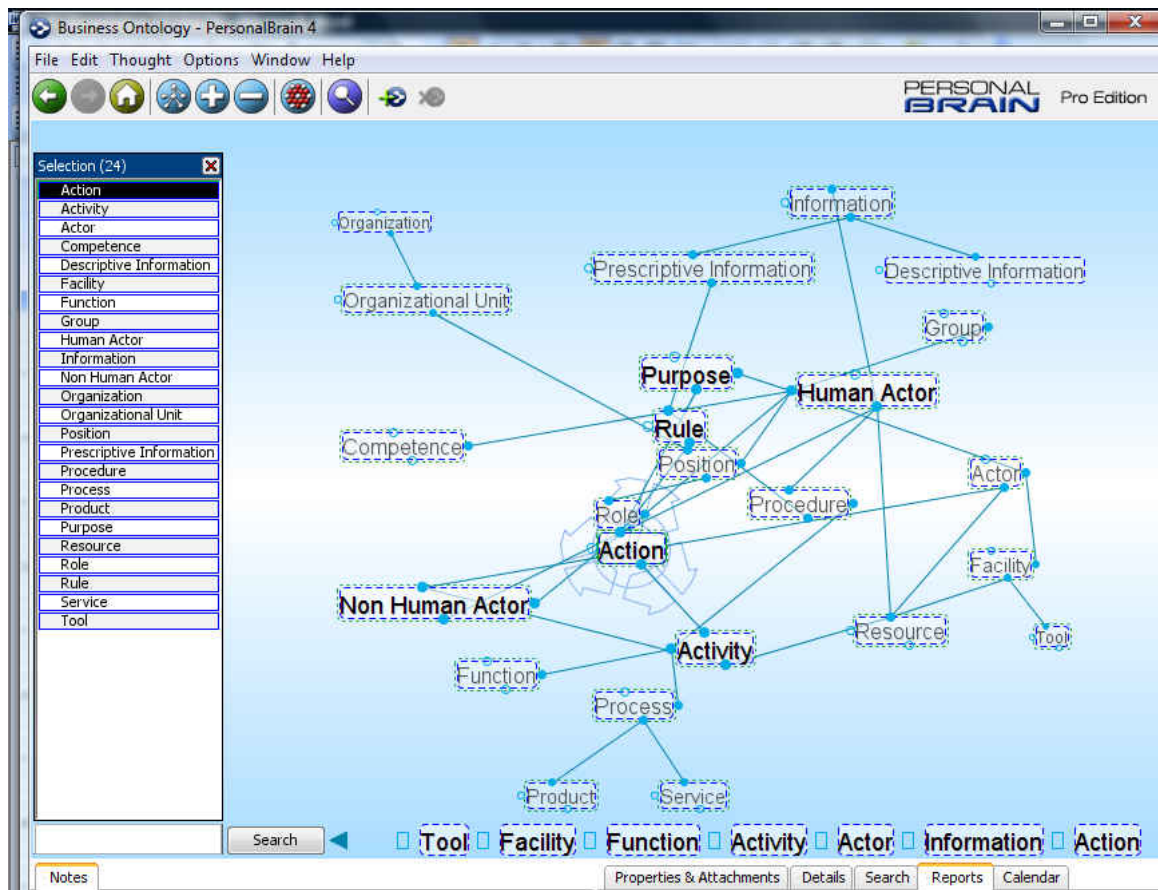 Business Ontology - PersonalBrain 4
File Edit Thought Options Window Help
PERSONAL BRAIN Pro Edition
Selection (24)
Action
Activity
Actor
Competence
Descriptive Information
Facility
Function
Group
Human Actor
Information
Non Human Actor
Organization
Organizational Unit
Position
Prescriptive Information
Procedure
Process
Product
Purpose
Resource
Role
Rule
Service
Tool
Information
Organization
Prescriptive Information
Descriptive Information
Organizational Unit
Group
Purpose
Human Actor
Rule
Competence
Position
Actor
Procedure
Role
Action
Facility
Non Human Actor
Resource
Tool
Activity
Function
Process
Product
Service
Search
Tool Facility Function Activity Actor Information Action
Notes
Properties & Attachments Details Search Reports Calendar